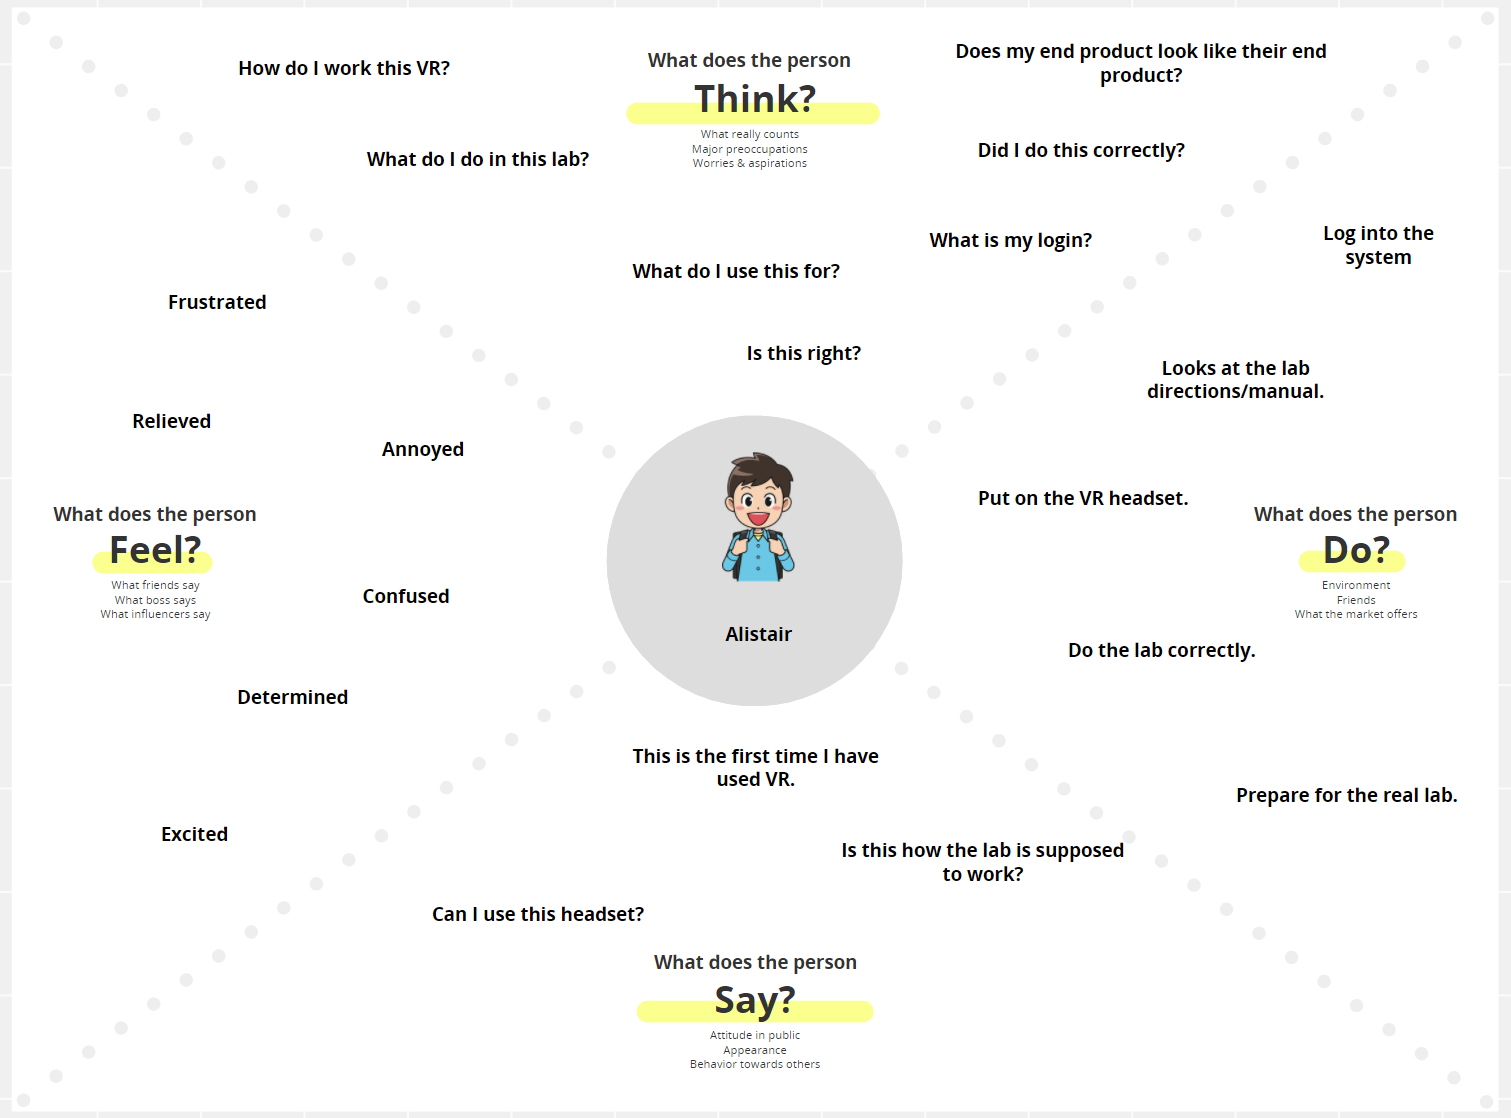 How do I work this VR?
What does the person
Think?
What really counts
Major preoccupations
Worries & aspirations
Does my end product look like their end
product?
What do I do in this lab?
Did I do this correctly?
What is my login?
Log into the
system
What do I use this for?
Is this right?
Frustrated
Relieved
Annoyed
What does the person
Feel?
What friends say
What boss says
What influencers say
Confused
Determined
Excited
Alistair
Looks at the lab
directions/manual.
Put on the VR headset.
What does the person
Do?
Environment
Friends
What the market offers
Do the lab correctly.
Prepare for the real lab.
This is the first time I have
used VR.
Is this how the lab is supposed
to work?
Can I use this headset?
What does the person
Say?
Attitude in public
Appearance
Behavior towards others